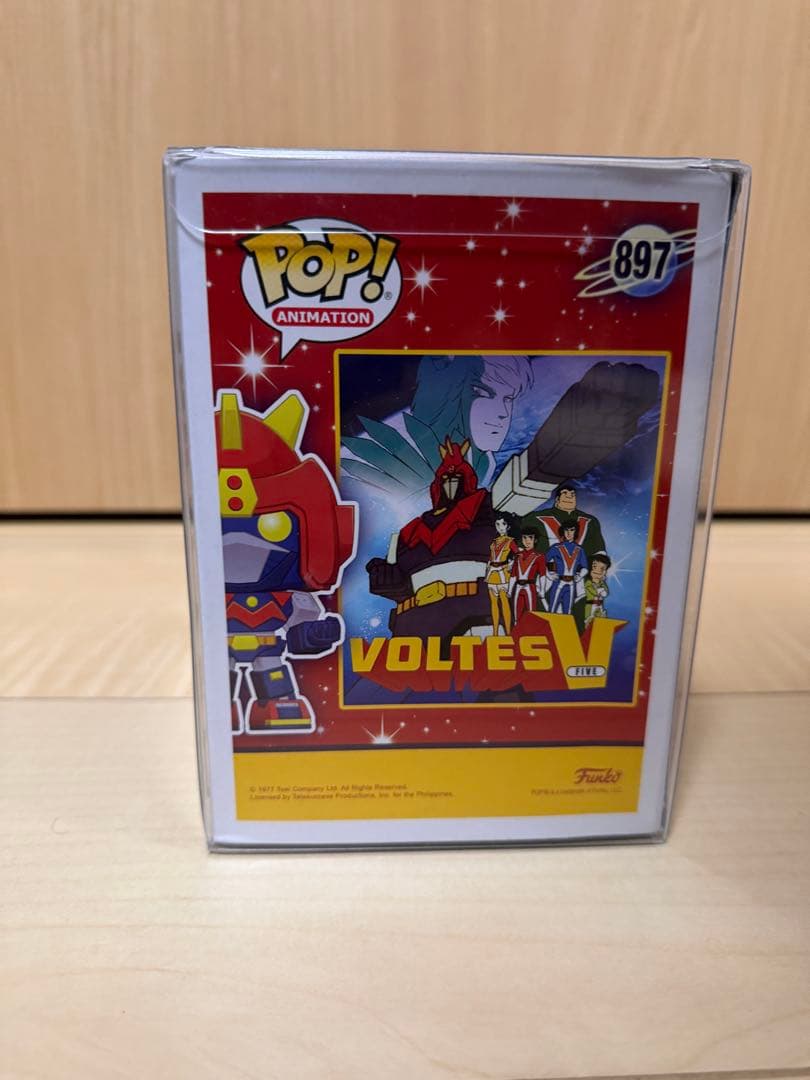 POP!
®
ANIMATION
897
VOLTES V
FIVE
© 1977 Toei Company Ltd. All Rights Reserved.
Licensed by Telesuccess Productions, Inc. for the Philippines.
Funko